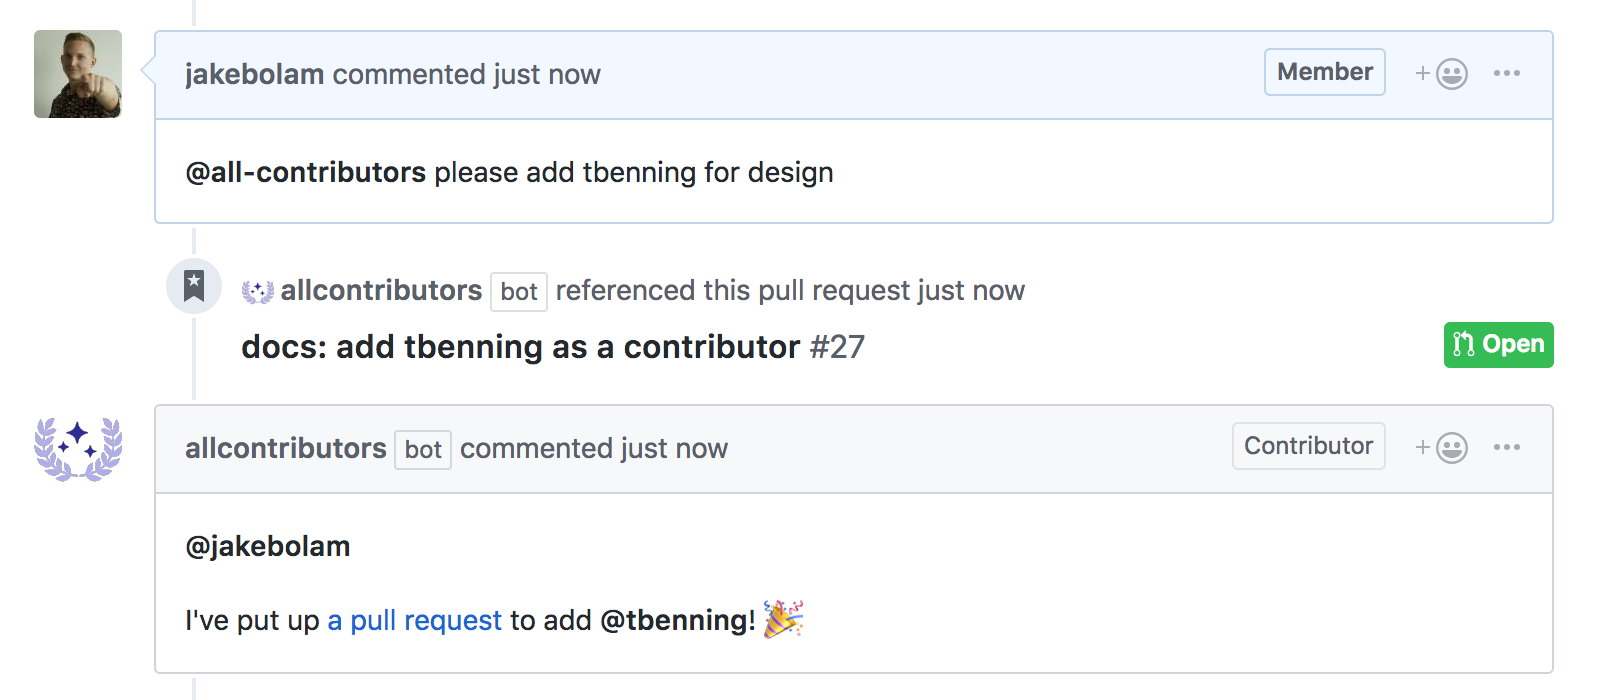 jakebolam commented just now Member
@all-contributors please add tbenning for design
allcontributors bot referenced this pull request just now
docs: add tbenning as a contributor #27 Open
allcontributors bot commented just now Contributor
@jakebolam
I've put up a pull request to add @tbenning! 🎉